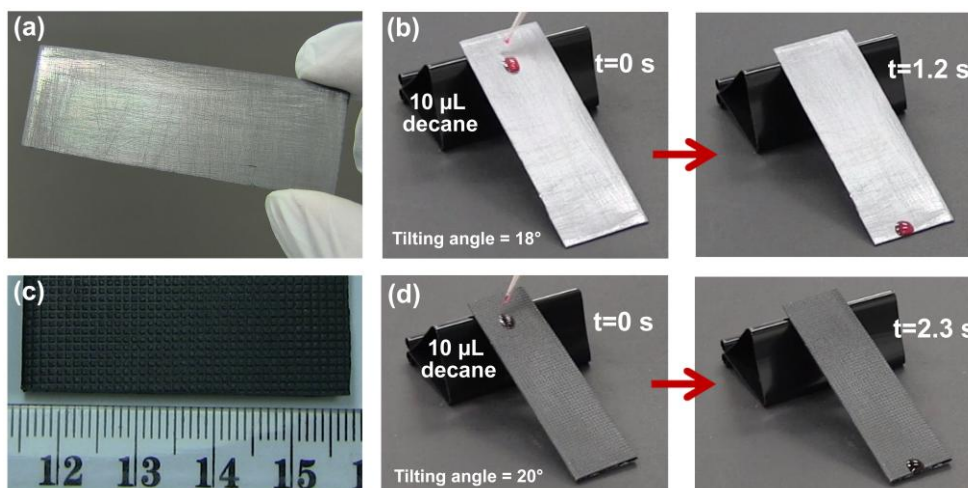 (a)
(b)
t=0 s
10 µL
decane
Tilting angle = 18°
t=1.2 s
(c)
12 13 14 15
(d)
t=0 s
10 µL
decane
Tilting angle = 20°
t=2.3 s